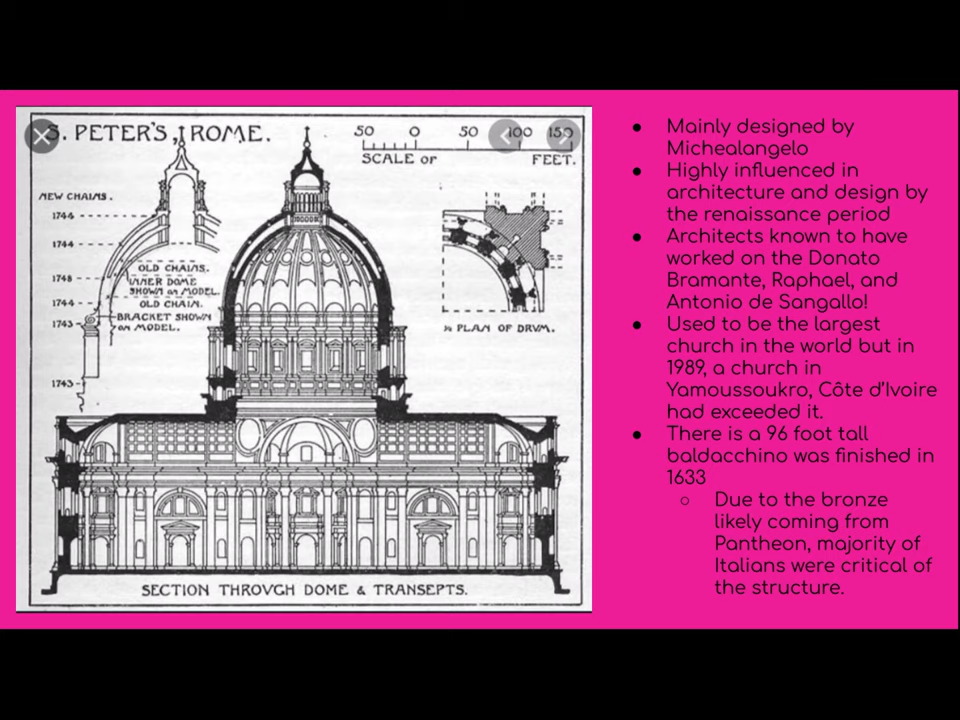 S. PETER'S, ROME.
50 0 50 100 150
SCALE OF FEET.
NEW CHAINS.
1744
1744
1748
1744
1743
1743
OLD CHAINS.
INNER DOME
SHOWN ON MODEL.
OLD CHAIN.
BRACKET SHOWN
ON MODEL.
¼ PLAN OF DRVM.
SECTION THROVGH DOME & TRANSEPTS.
● Mainly designed by
Michealangelo
● Highly influenced in
architecture and design by
the renaissance period
● Architects known to have
worked on the Donato
Bramante, Raphael, and
Antonio de Sangallo!
● Used to be the largest
church in the world but in
1989, a church in
Yamoussoukro, Côte d'Ivoire
had exceeded it.
● There is a 96 foot tall
baldacchino was finished in
1633
○ Due to the bronze
likely coming from
Pantheon, majority of
Italians were critical of
the structure.